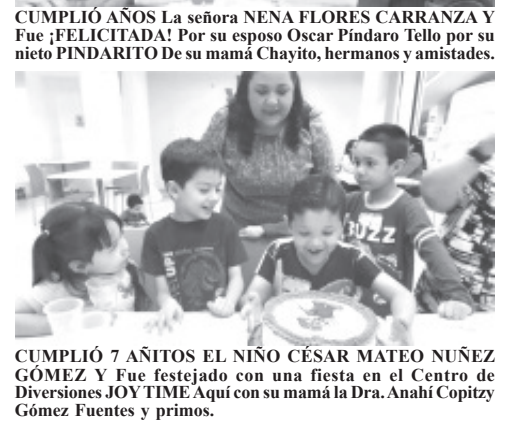 CUMPLIÓ AÑOS La señora NENA FLORES CARRANZA Y
Fue ¡FELICITADA! Por su esposo Oscar Píndaro Tello por su
nieto PINDARITO De su mamá Chayito, hermanos y amistades.
BUZZ
UP!
CUMPLIÓ 7 AÑITOS EL NIÑO CÉSAR MATEO NUÑEZ
GÓMEZ Y Fue festejado con una fiesta en el Centro de
Diversiones JOY TIME Aquí con su mamá la Dra. Anahí Copitzy
Gómez Fuentes y primos.